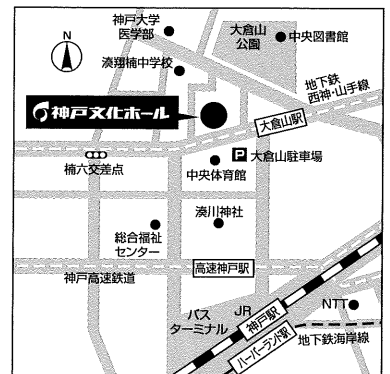 神戸大学
医学部
大倉山
公園
中央図書館
N
湊翔楠中学校
地下鉄
西神・山手線
神戸文化ホール
大倉山駅
P
大倉山駐車場
楠六交差点
中央体育館
湊川神社
総合福祉
センター
高速神戸駅
神戸高速鉄道
バス
ターミナル
JR
神戸駅
NTT
ハーバーランド駅
地下鉄海岸線